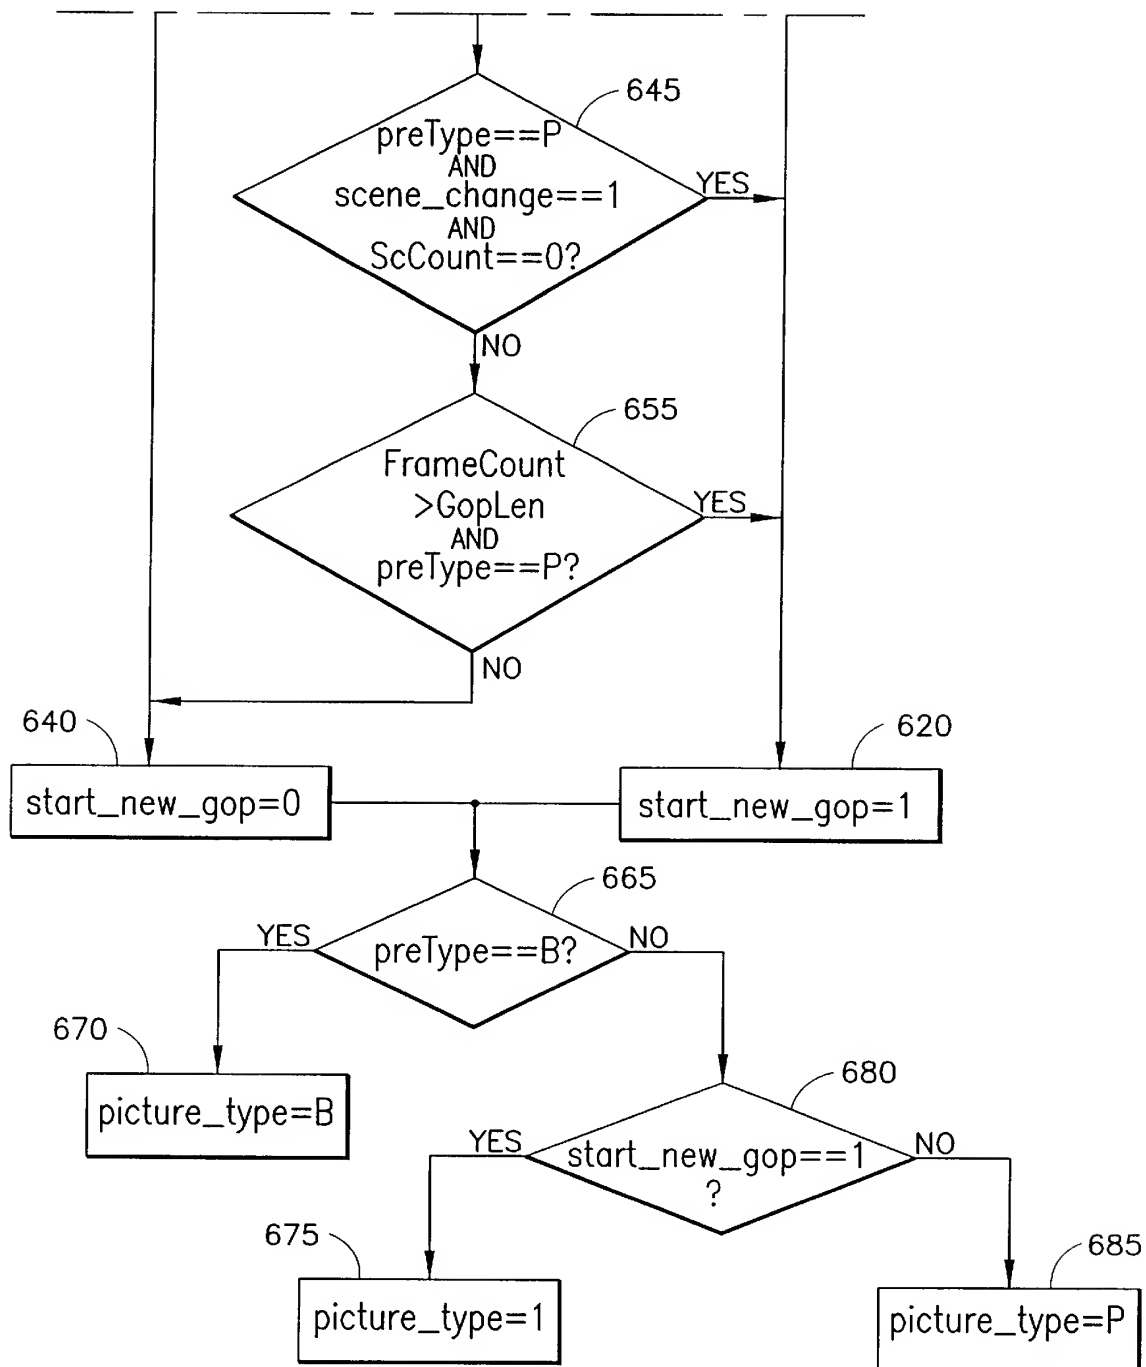 645
preType==P
AND
scene_change==1
AND
ScCount==0?
YES
NO
655
FrameCount
>GopLen
AND
preType==P?
YES
NO
640
start_new_gop=0
620
start_new_gop=1
665
YES
preType==B?
NO
670
picture_type=B
680
YES
start_new_gop==1
?
NO
675
picture_type=1
685
picture_type=P